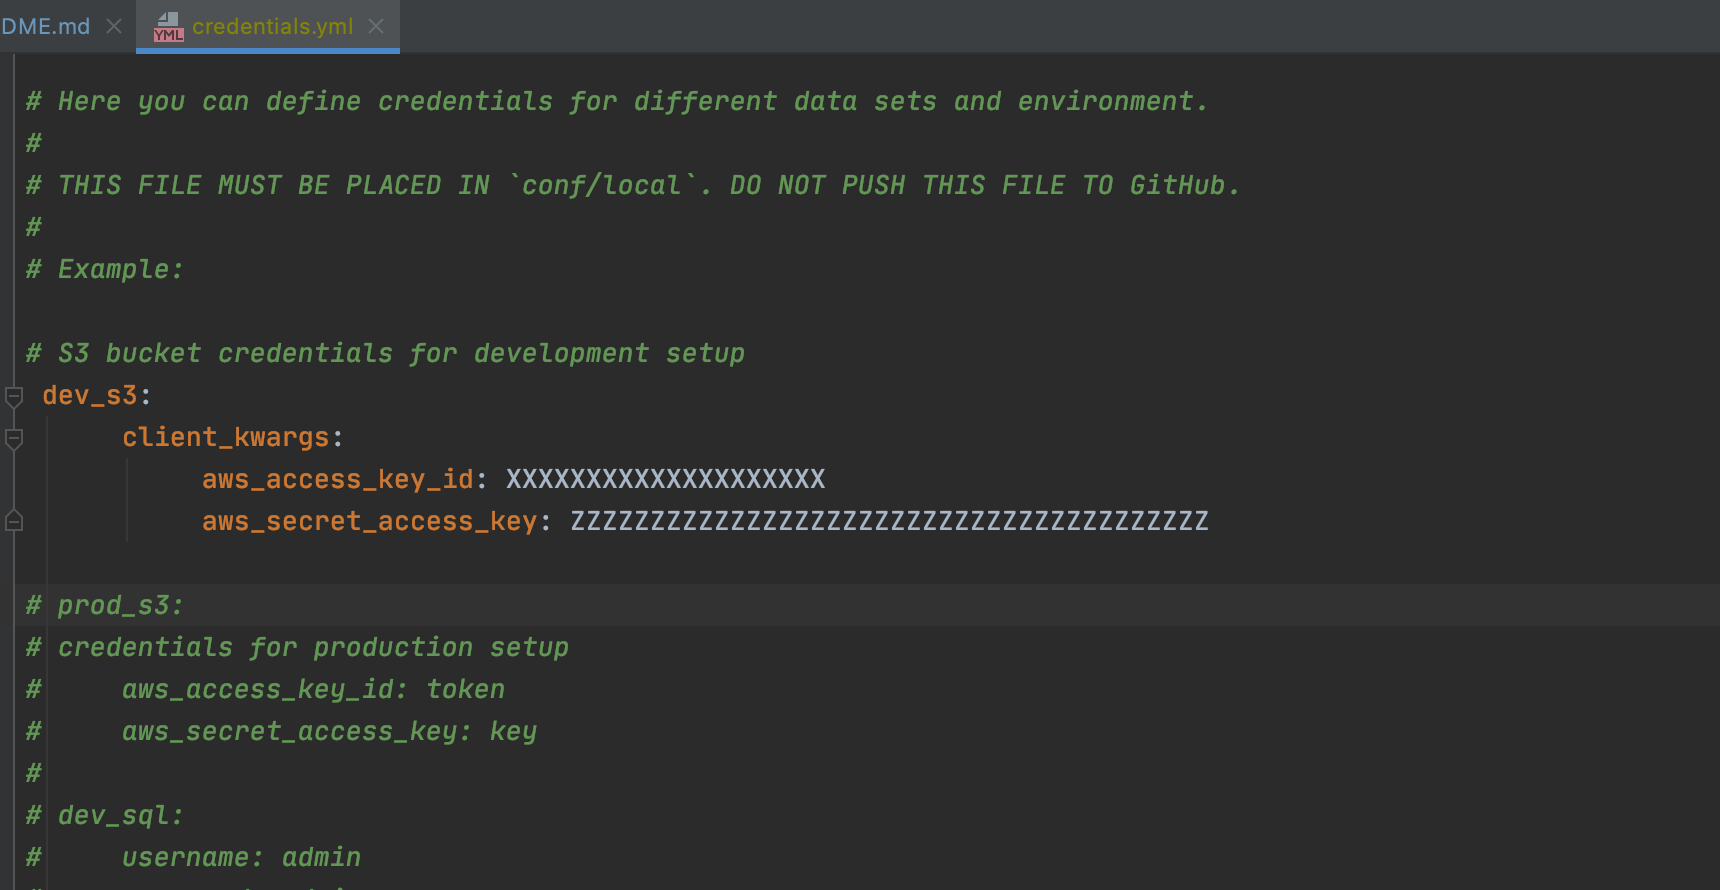 DME.md
YML credentials.yml
# Here you can define credentials for different data sets and environment.
#
# THIS FILE MUST BE PLACED IN `conf/local`. DO NOT PUSH THIS FILE TO GitHub.
#
# Example:
# S3 bucket credentials for development setup
dev_s3:
client_kwargs:
aws_access_key_id: XXXXXXXXXXXXXXXXXXXX
aws_secret_access_key: ZZZZZZZZZZZZZZZZZZZZZZZZZZZZZZZZZZZZZZZZ
# prod_s3:
# credentials for production setup
# aws_access_key_id: token
# aws_secret_access_key: key
#
# dev_sql:
# username: admin